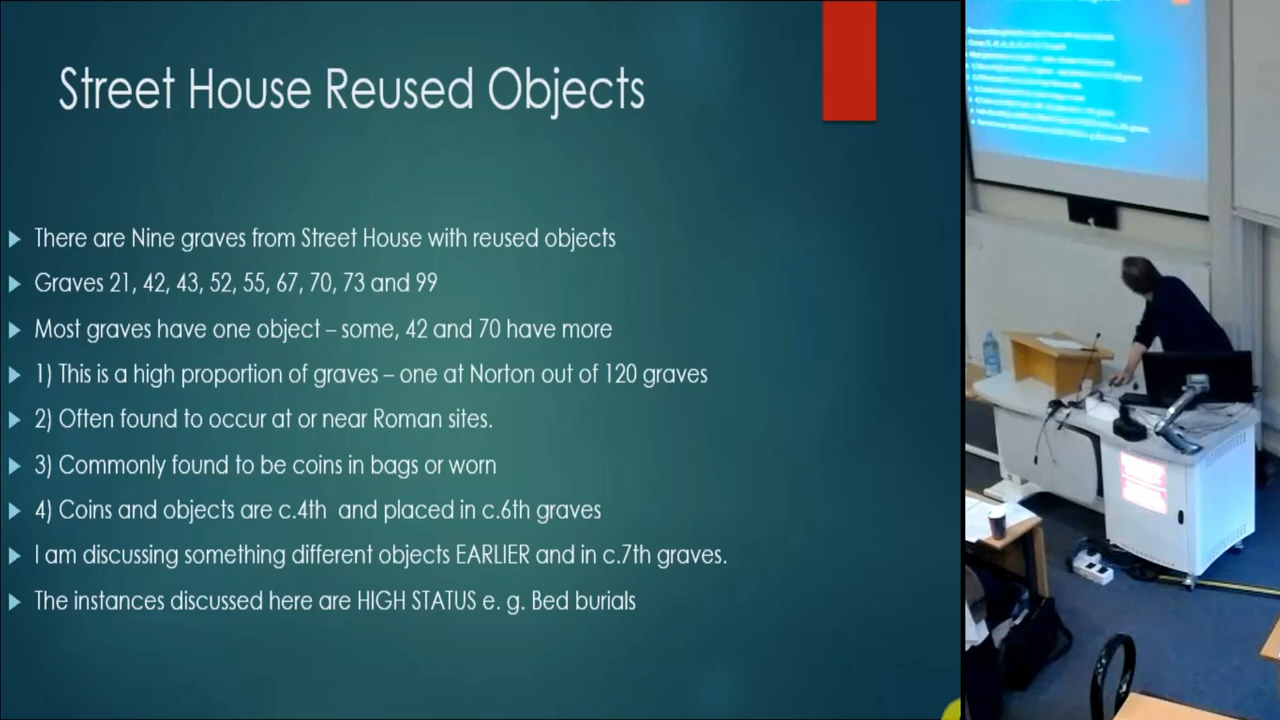 Street House Reused Objects
There are Nine graves from Street House with reused objects
Graves 21, 42, 43, 52, 55, 67, 70, 73 and 99
Most graves have one object – some, 42 and 70 have more
1) This is a high proportion of graves – one at Norton out of 120 graves
2) Often found to occur at or near Roman sites.
3) Commonly found to be coins in bags or worn
4) Coins and objects are c.4th  and placed in c.6th graves
I am discussing something different objects EARLIER and in c.7th graves.
The instances discussed here are HIGH STATUS e. g. Bed burials